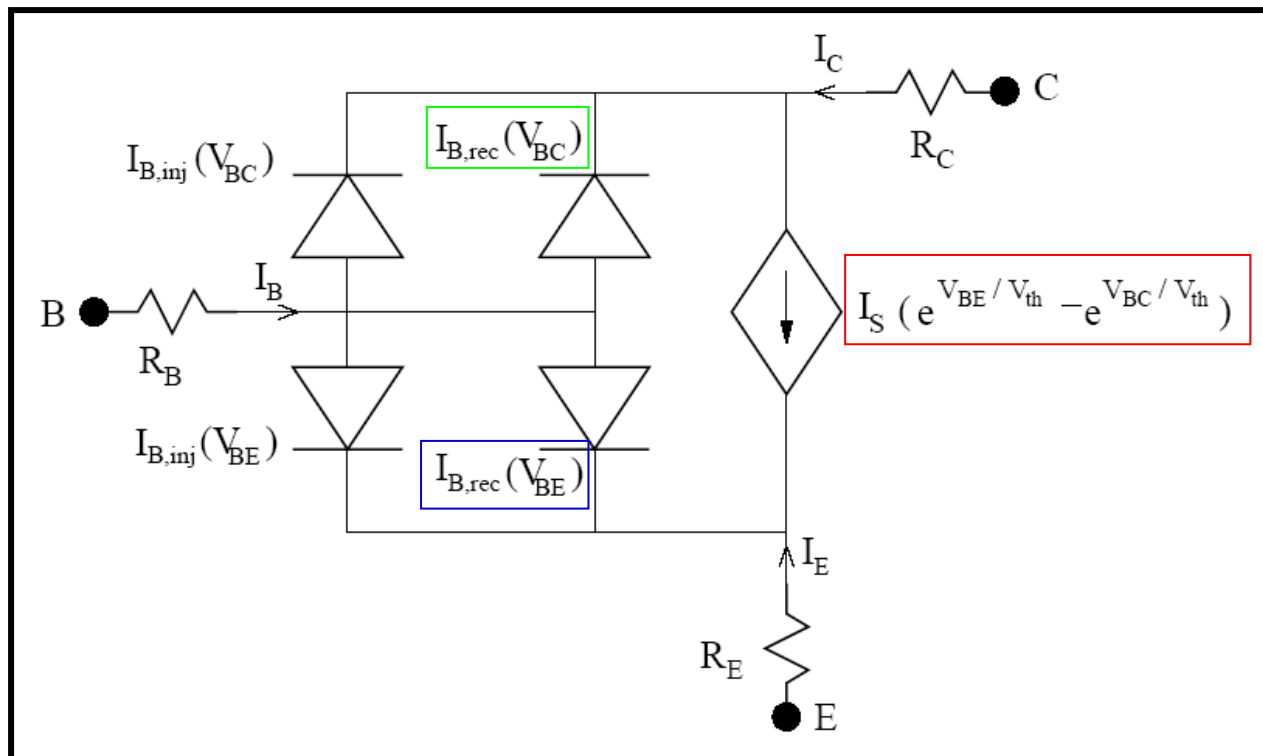 I_C
C
R_C
I_B,rec(V_BC)
I_B,inj(V_BC)
I_B
B
R_B
I_S (e^V_BE / V_th − e^V_BC / V_th)
I_B,inj(V_BE)
I_B,rec(V_BE)
I_E
R_E
E